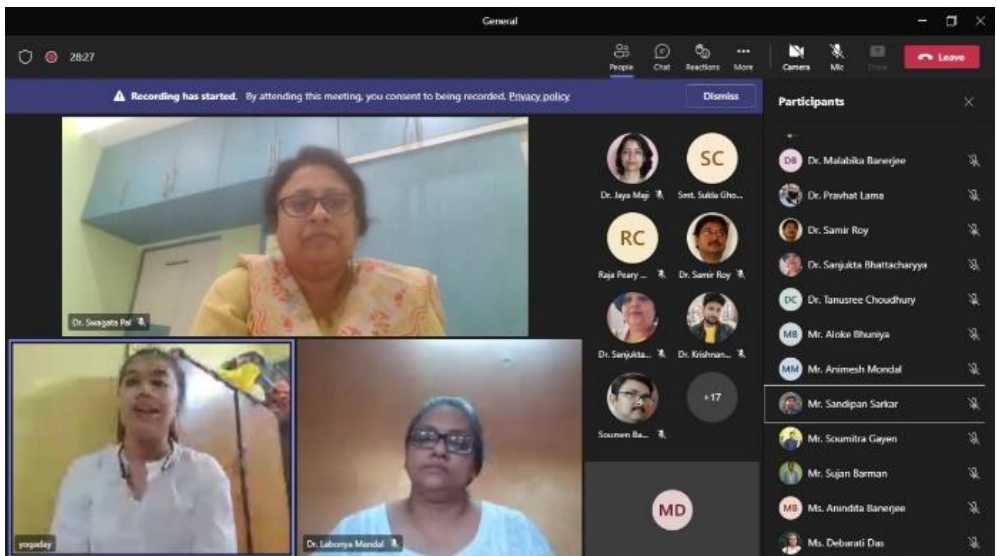 General
28:27
People Chat Reactions More Camera Mic Share Leave
Recording has started. By attending this meeting, you consent to being recorded. Privacy policy
Dismiss
Participants
Dr. Swagata Pal
yogaday
Dr. Labonya Mandal
Dr. Jaya Maji
SC
Smt. Sukla Gho...
RC
Raja Peary ...
Dr. Samir Roy
Dr. Sanjukta...
Dr. Krishnan...
Soumen Ba...
+17
MD
DB Dr. Malabika Banerjee
Dr. Pravhat Lama
Dr. Samir Roy
Dr. Sanjukta Bhattacharyya
DC Dr. Tanusree Choudhury
MB Mr. Aloke Bhuniya
MM Mr. Animesh Mondal
Mr. Sandipan Sarkar
Mr. Soumitra Gayen
Mr. Sujan Barman
MB Ms. Anindita Banerjee
Ms. Debarati Das